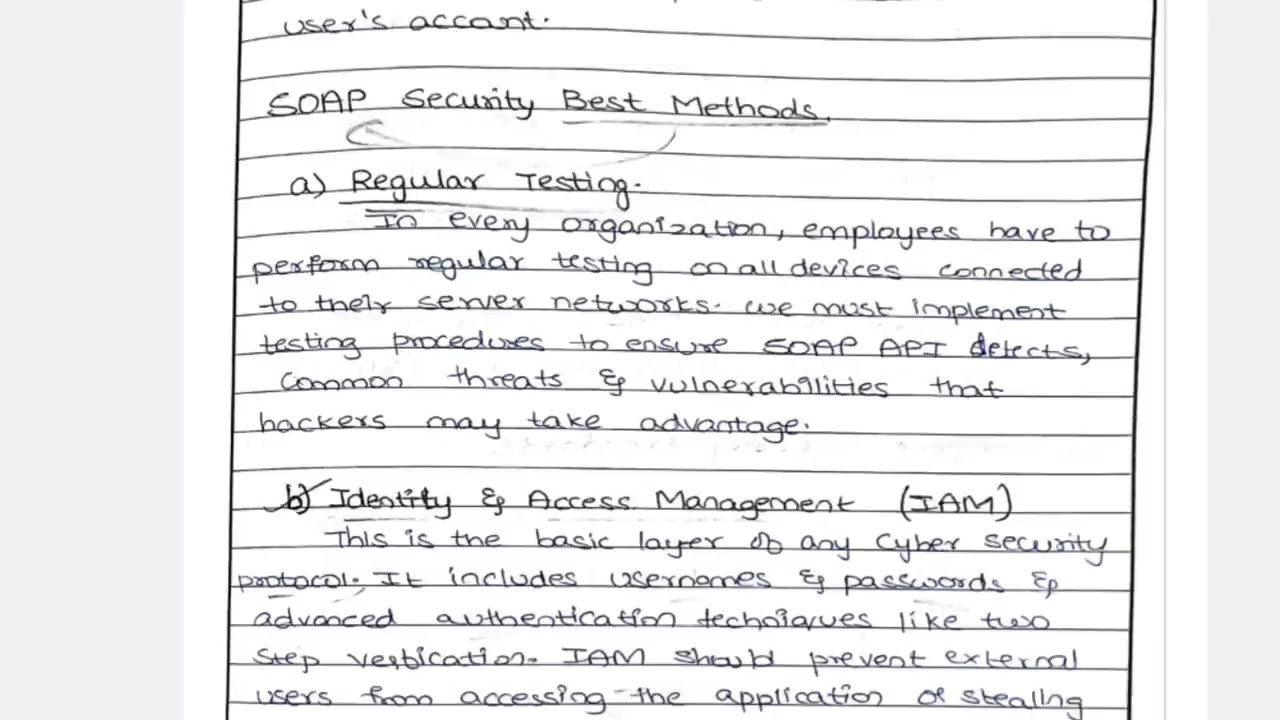 user's accant.
SOAP Security Best Methods.
a) Regular Testing.
In every organization, employees have to
perform regular testing on all devices connected
to their server networks. we must implement
testing procedures to ensure SOAP API detects,
common threats & vulnerabilities that
hackers may take advantage.
b) Identity & Access Management (IAM)
This is the basic layer of any cyber security
protocol. It includes usernames & passwords &
advanced authentication techniques like two
step verification. IAM should prevent external
users from accessing the application of stealing